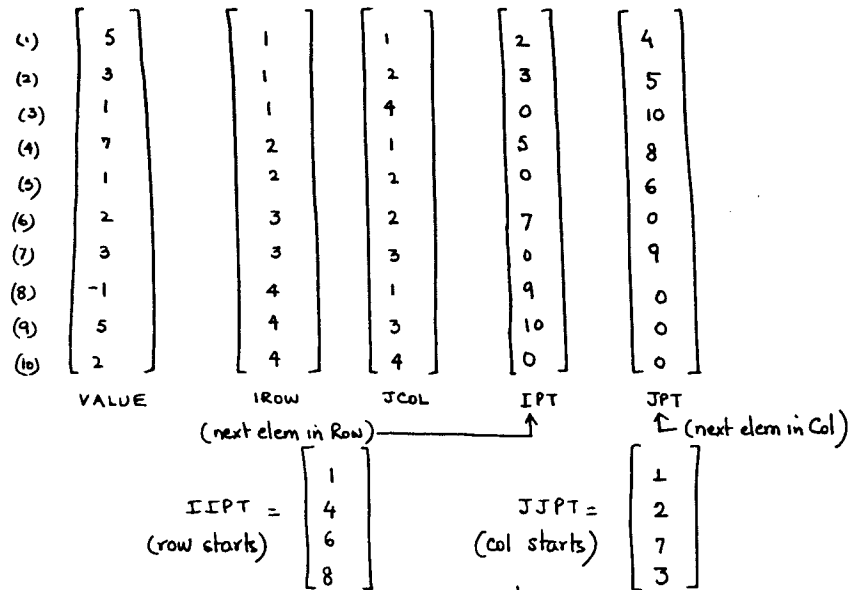 (1) 5 1 1 2 4
(2) 3 1 2 3 5
(3) 1 1 4 0 10
(4) 7 2 1 5 8
(5) 1 2 2 0 6
(6) 2 3 2 7 0
(7) 3 3 3 0 9
(8) -1 4 1 9 0
(9) 5 4 3 10 0
(10) 2 4 4 0 0
VALUE IROW JCOL IPT JPT
(next elem in Row) (next elem in Col)
IIPT = 1 4 6 8 JJPT = 1 2 7 3
(row starts) (col starts)